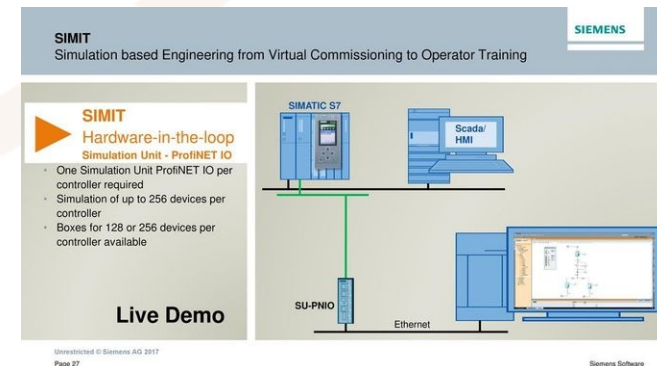 SIMIT
Simulation based Engineering from Virtual Commissioning to Operator Training
SIEMENS
SIMIT
Hardware-in-the-loop
Simulation Unit - ProfiNET IO
One Simulation Unit ProfiNET IO per
controller required
Simulation of up to 256 devices per
controller
Boxes for 128 or 256 devices per
controller available
Live Demo
SIMATIC S7
Scada/
HMI
SU-PNIO
Ethernet
Unrestricted © Siemens AG 2017
Page 27
Siemens Software